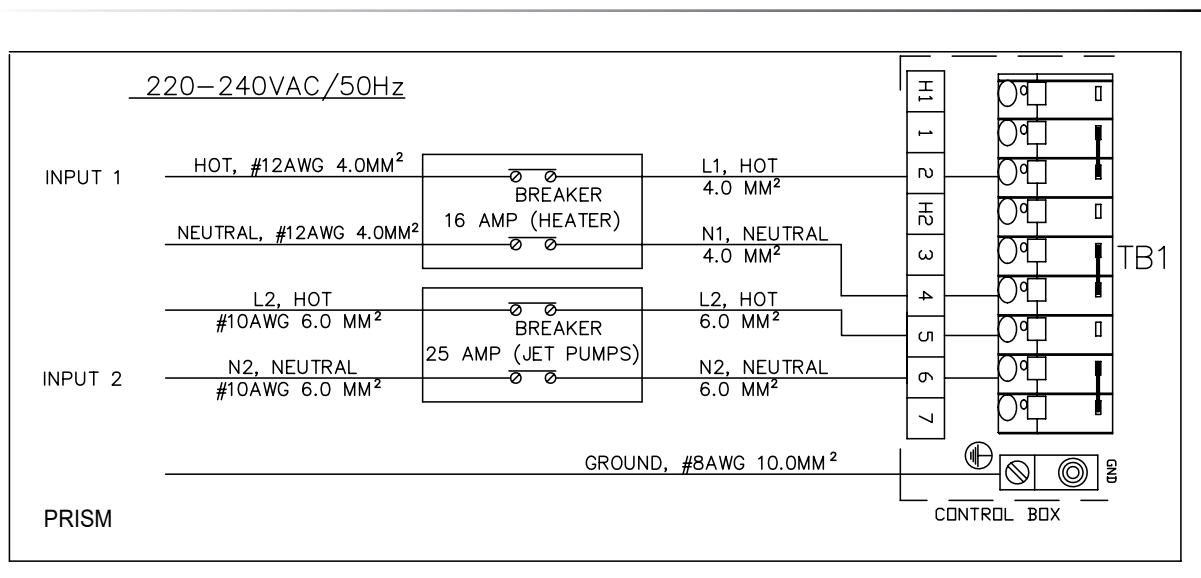 220-240VAC/50Hz
INPUT 1
HOT, #12AWG 4.0MM²
NEUTRAL, #12AWG 4.0MM²
BREAKER
16 AMP (HEATER)
L1, HOT
4.0 MM²
N1, NEUTRAL
4.0 MM²
INPUT 2
L2, HOT
#10AWG 6.0 MM²
N2, NEUTRAL
#10AWG 6.0 MM²
BREAKER
25 AMP (JET PUMPS)
L2, HOT
6.0 MM²
N2, NEUTRAL
6.0 MM²
H1
1
2
H2
3
4
5
6
7
TB1
GROUND, #8AWG 10.0MM²
GND
CONTROL BOX
PRISM